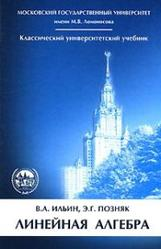 МОСКОВСКИЙ ГОСУДАРСТВЕННЫЙ УНИВЕРСИТЕТ
имени М.В. Ломоносова
Классический университетский учебник
В.А. ИЛЬИН, Э.Г. ПОЗНЯК
ЛИНЕЙНАЯ АЛГЕБРА